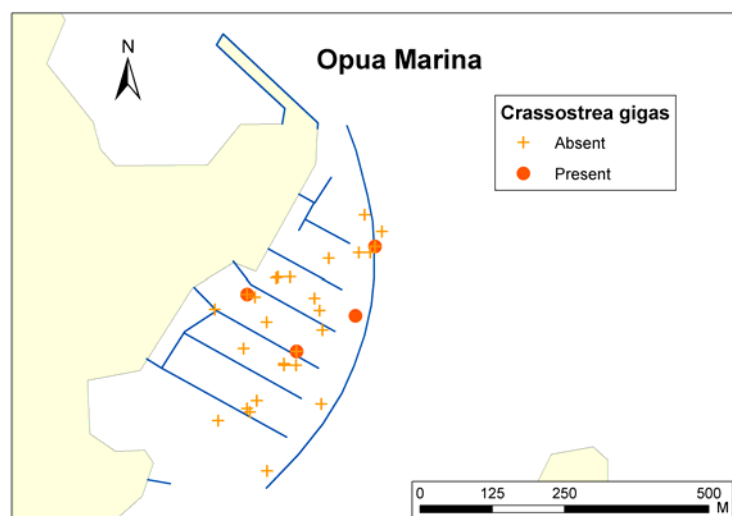 Opua Marina
N
Crassostrea gigas
Absent
Present
0 125 250 500
M